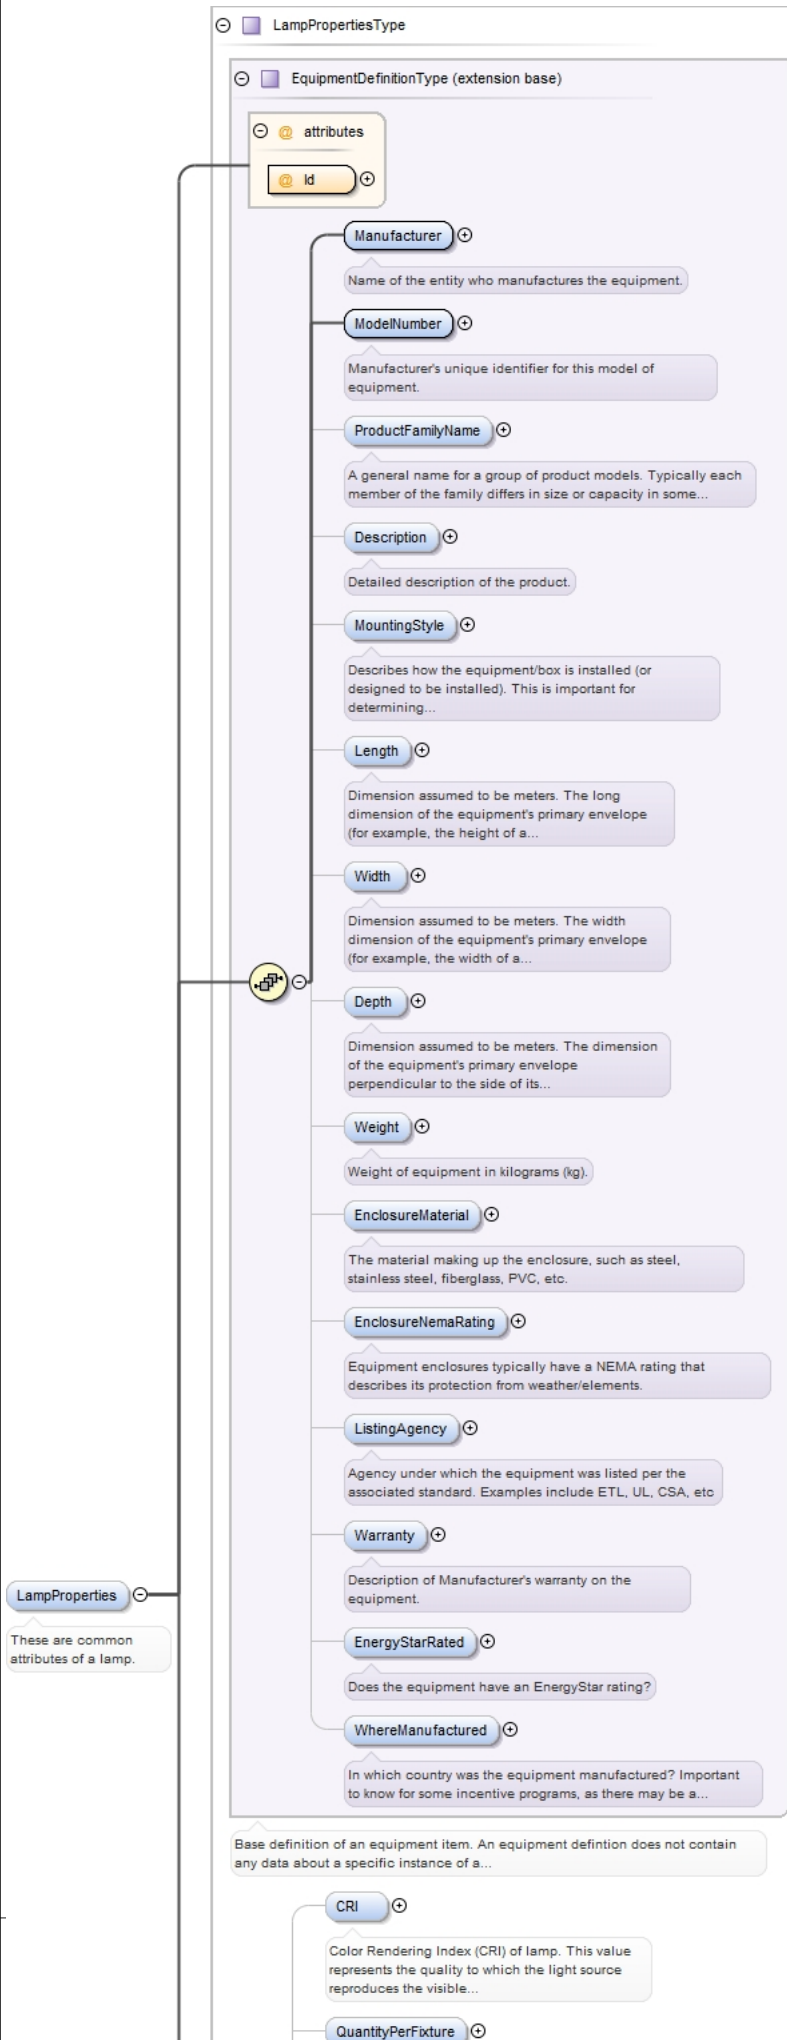 LampPropertiesType
EquipmentDefinitionType (extension base)
@ attributes
@ Id
Manufacturer
Name of the entity who manufactures the equipment.
ModelNumber
Manufacturer's unique identifier for this model of
equipment.
ProductFamilyName
A general name for a group of product models. Typically each
member of the family differs in size or capacity in some...
Description
Detailed description of the product.
MountingStyle
Describes how the equipment/box is installed (or
designed to be installed). This is important for
determining...
Length
Dimension assumed to be meters. The long
dimension of the equipment's primary envelope
(for example, the height of a...
Width
Dimension assumed to be meters. The width
dimension of the equipment's primary envelope
(for example, the width of a...
Depth
Dimension assumed to be meters. The dimension
of the equipment's primary envelope
perpendicular to the side of its...
Weight
Weight of equipment in kilograms (kg).
EnclosureMaterial
The material making up the enclosure, such as steel,
stainless steel, fiberglass, PVC, etc.
EnclosureNemaRating
Equipment enclosures typically have a NEMA rating that
describes its protection from weather/elements.
ListingAgency
Agency under which the equipment was listed per the
associated standard. Examples include ETL, UL, CSA, etc
Warranty
Description of Manufacturer's warranty on the
equipment.
LampProperties
These are common
attributes of a lamp.
EnergyStarRated
Does the equipment have an EnergyStar rating?
WhereManufactured
In which country was the equipment manufactured? Important
to know for some incentive programs, as there may be a...
Base definition of an equipment item. An equipment defintion does not contain
any data about a specific instance of a...
CRI
Color Rendering Index (CRI) of lamp. This value
represents the quality to which the light source
reproduces the visible...
QuantityPerFixture